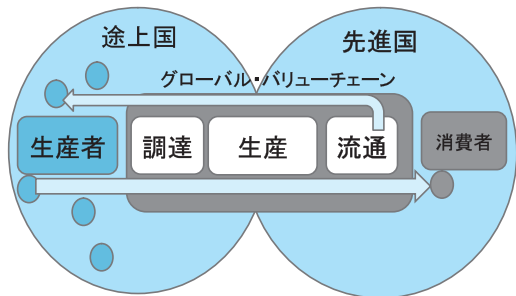 途上国
先進国
グローバル・バリューチェーン
生産者
調達
生産
流通
消費者